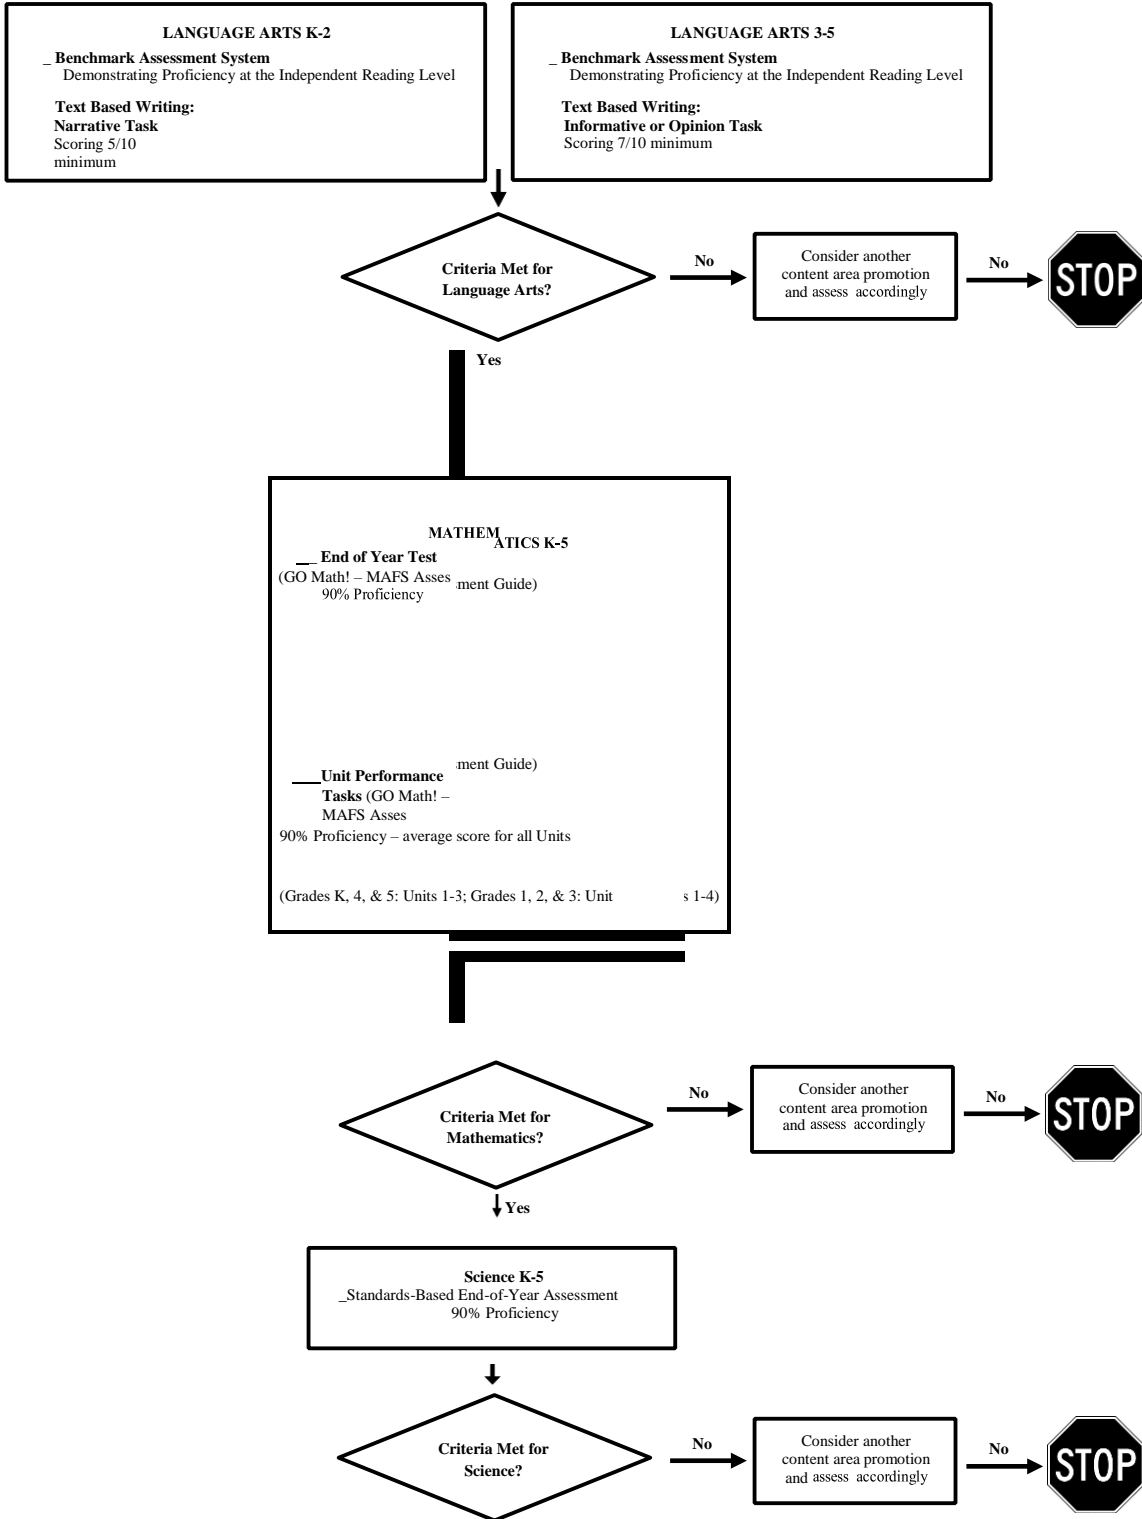 LANGUAGE ARTS K-2
_ Benchmark Assessment System
Demonstrating Proficiency at the Independent Reading Level
Text Based Writing:
Narrative Task
Scoring 5/10
minimum
LANGUAGE ARTS 3-5
_ Benchmark Assessment System
Demonstrating Proficiency at the Independent Reading Level
Text Based Writing:
Informative or Opinion Task
Scoring 7/10 minimum
Criteria Met for
Language Arts?
No
Consider another
content area promotion
and assess accordingly
No
STOP
Yes
MATHEM
ATICS K-5
___ End of Year Test
(GO Math! – MAFS Asses
sment Guide)
90% Proficiency
sment Guide)
____Unit Performance
Tasks (GO Math! –
MAFS Asses
90% Proficiency – average score for all Units
(Grades K, 4, & 5: Units 1-3; Grades 1, 2, & 3: Unit s 1-4)
Criteria Met for
Mathematics?
No
Consider another
content area promotion
and assess accordingly
No
STOP
Yes
Science K-5
_Standards-Based End-of-Year Assessment
90% Proficiency
Criteria Met for
Science?
No
Consider another
content area promotion
and assess accordingly
No
STOP